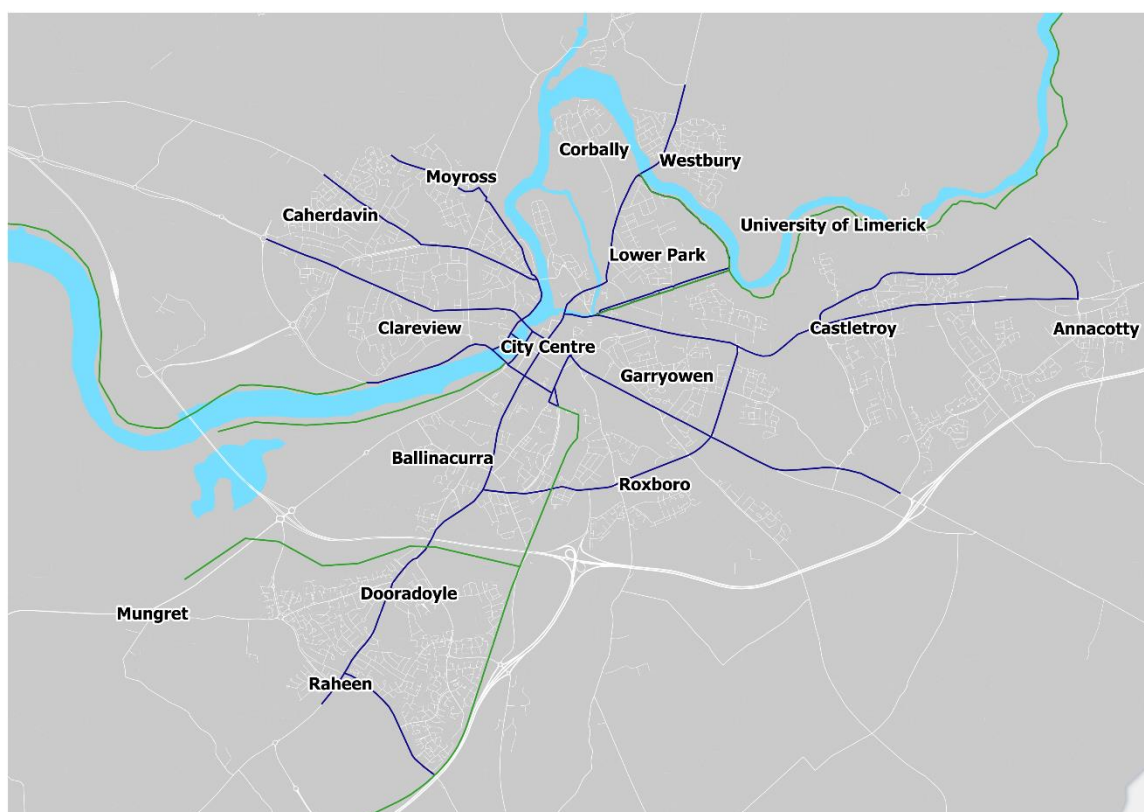 Corbally
Westbury
Moyross
Caherdavin
University of Limerick
Lower Park
Clareview
City Centre
Castletroy
Annacotty
Garryowen
Ballinacurra
Roxboro
Dooradoyle
Mungret
Raheen